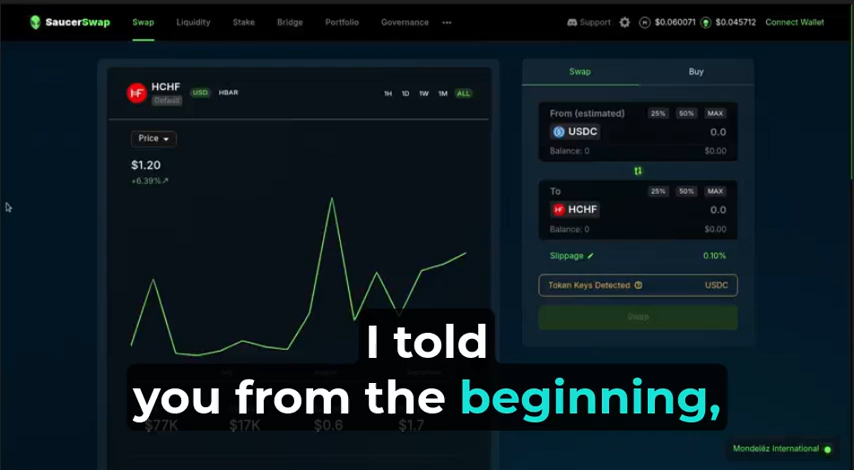 SaucerSwap Swap Liquidity Stake Bridge Portfolio Governance ••• Support $0.060071 $0.045712 Connect Wallet
HCHF
Default
USD HBAR
1H 1D 1W 1M ALL
Price
$1.20
+6.39%
Swap Buy
From (estimated) 25% 50% MAX
USDC 0.0
Balance: 0 $0.00
To 25% 50% MAX
HCHF 0.0
Balance: 0 $0.00
Slippage 0.10%
Token Keys Detected USDC
Swap
I told
you from the beginning,
$77K $17K $0.6 $1.7
Mondelēz International